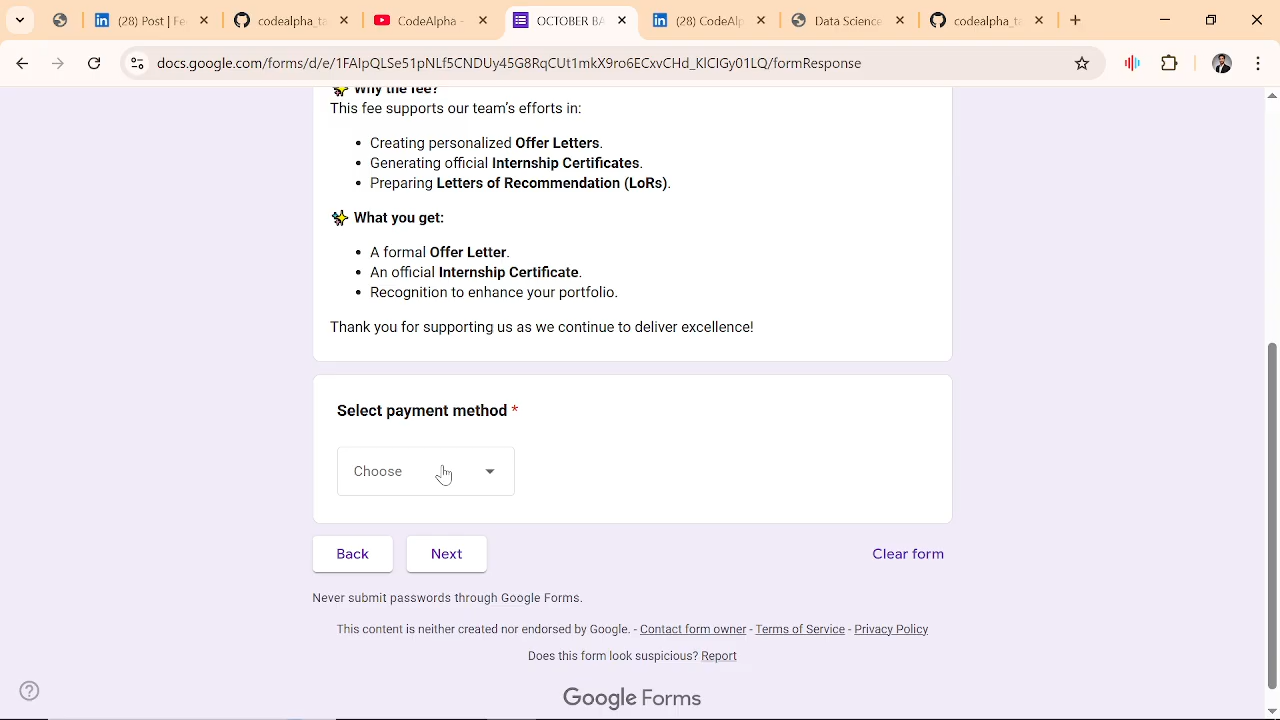 (28) Post | Fe
codealpha_ta
CodeAlpha -
OCTOBER BA
(28) CodeAlp
Data Science
codealpha_ta
docs.google.com/forms/d/e/1FAIpQLSe51pNLf5CNDUy45G8RqCUt1mkX9ro6ECxvCHd_KlCIGy01LQ/formResponse
Why the fee?
This fee supports our team's efforts in:
• Creating personalized Offer Letters.
• Generating official Internship Certificates.
• Preparing Letters of Recommendation (LoRs).
What you get:
• A formal Offer Letter.
• An official Internship Certificate.
• Recognition to enhance your portfolio.
Thank you for supporting us as we continue to deliver excellence!
Select payment method *
Choose
Back
Next
Clear form
Never submit passwords through Google Forms.
This content is neither created nor endorsed by Google. - Contact form owner - Terms of Service - Privacy Policy
Does this form look suspicious? Report
Google Forms